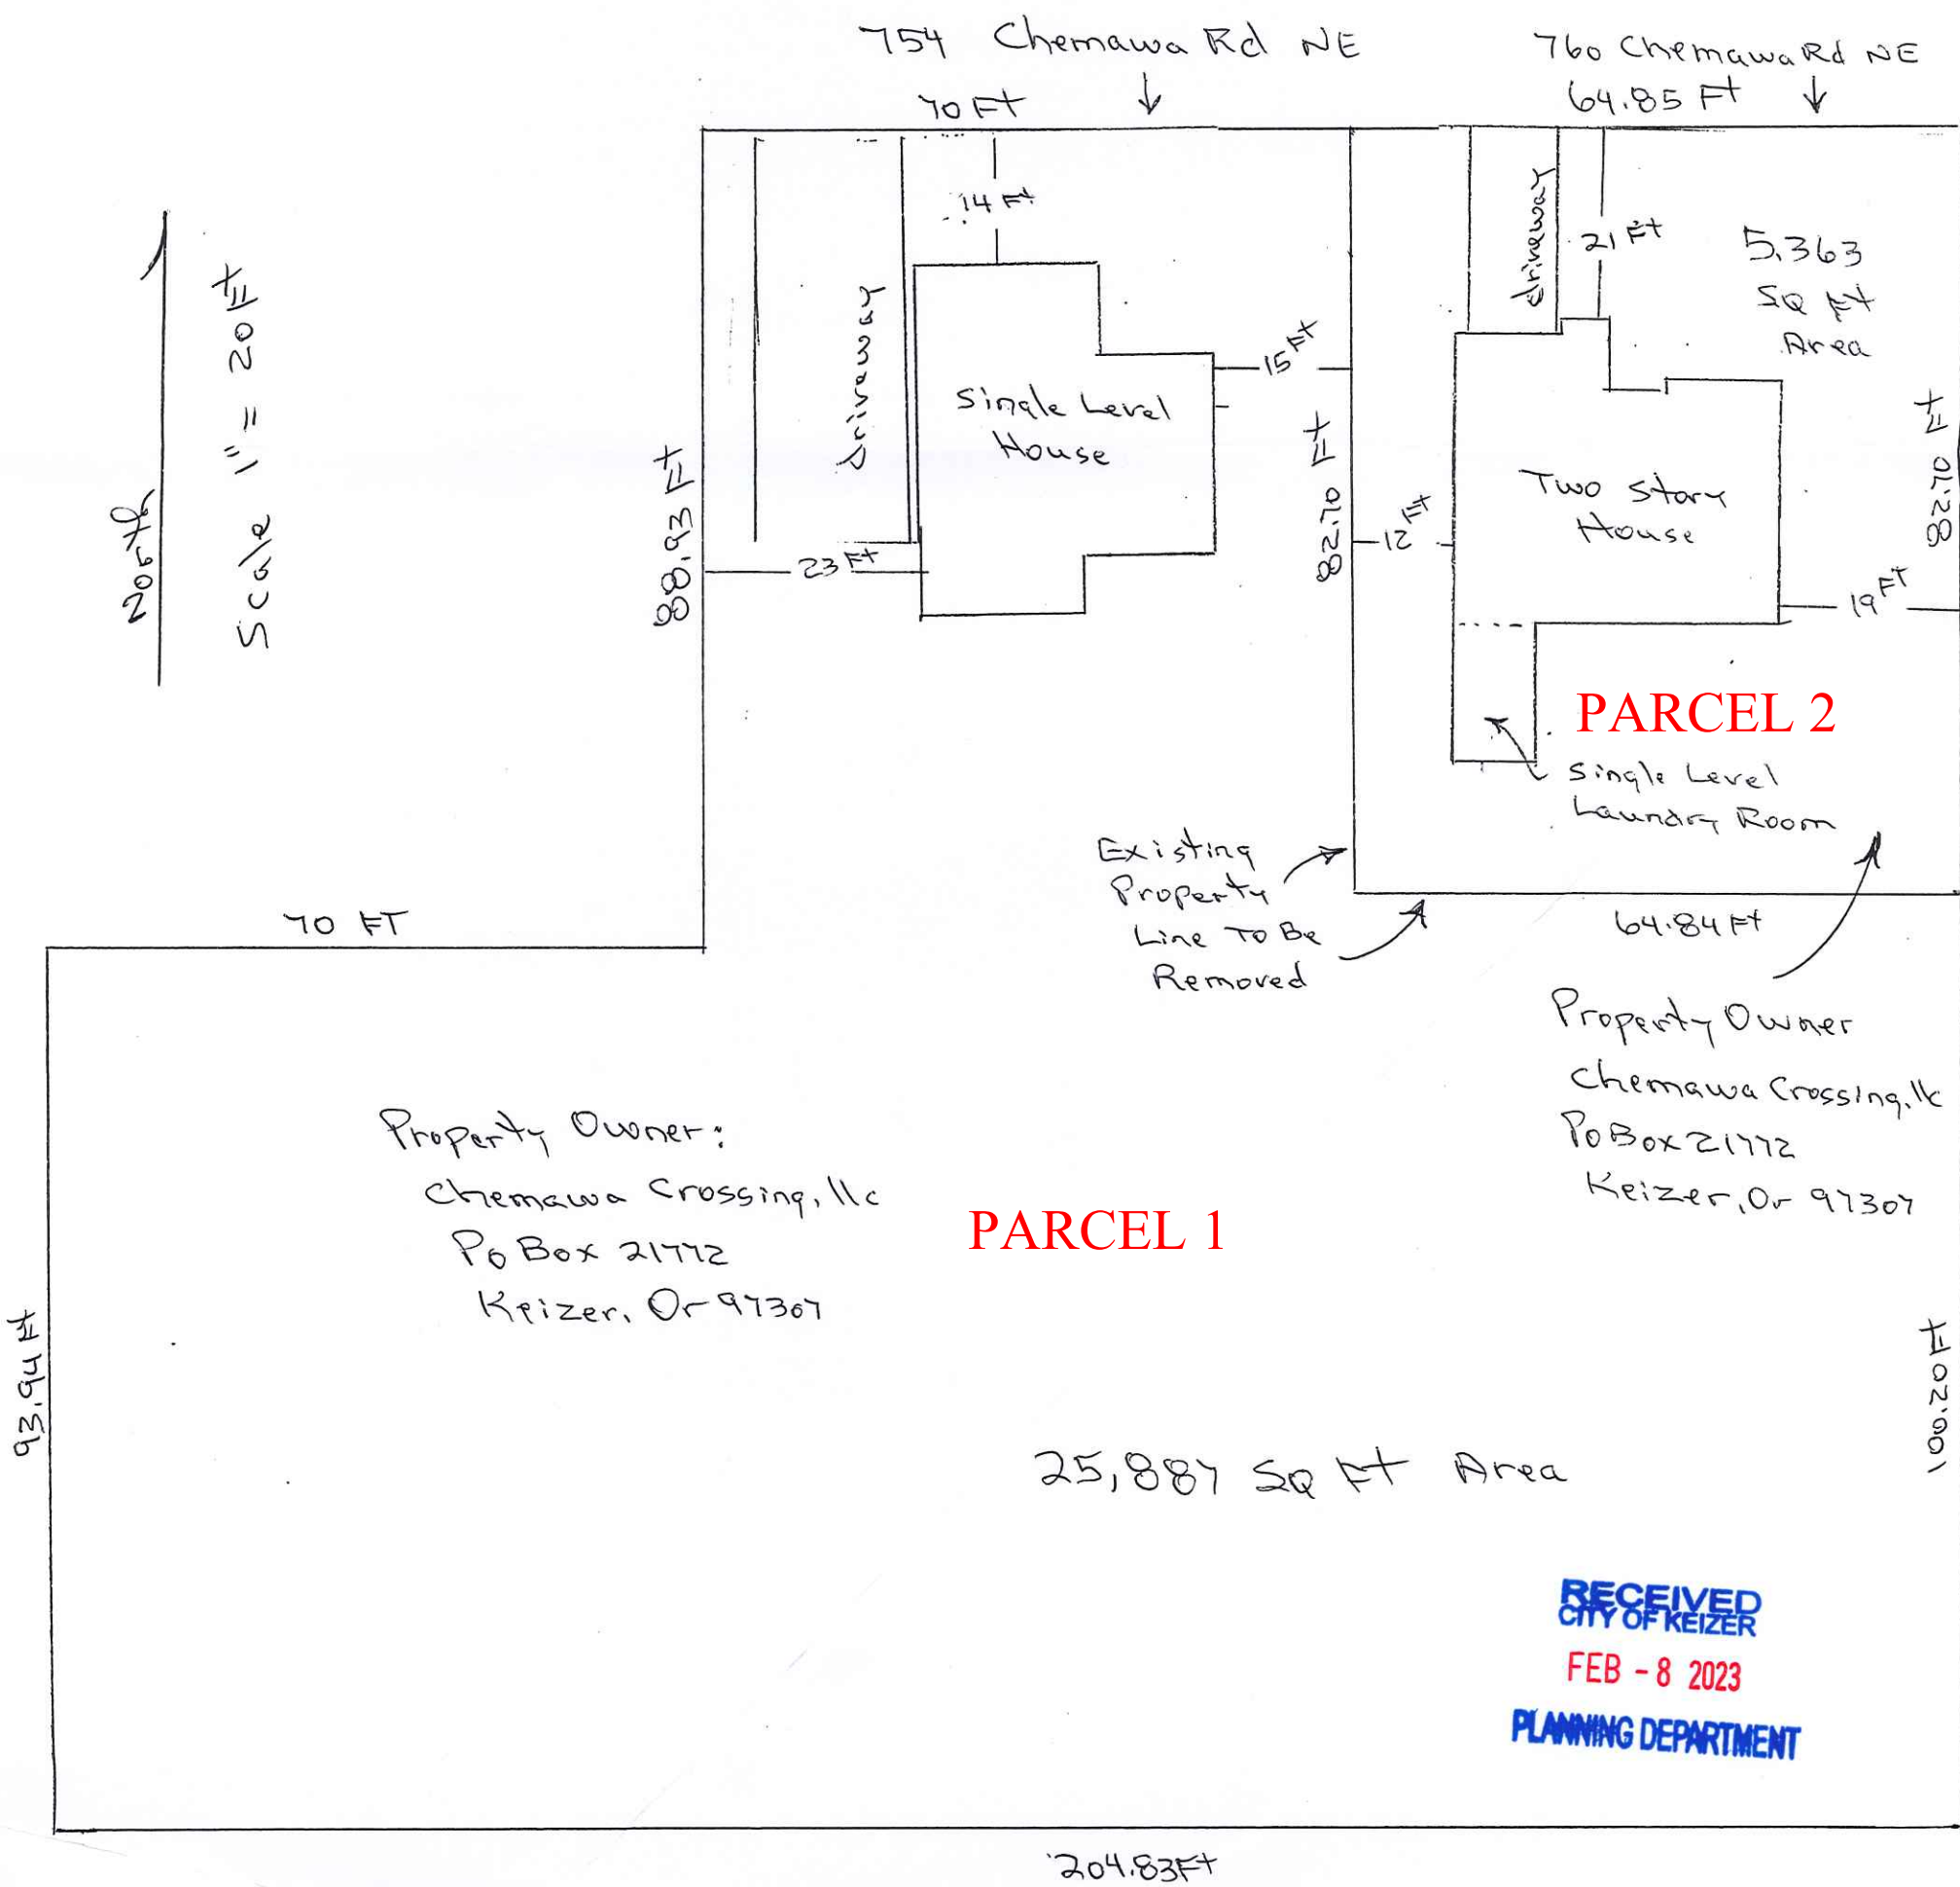 754 Chemawa Rd NE
760 Chemawa Rd NE
70 Ft
64.85 Ft
14 Ft
driveway
21 Ft
5,363
SQ Ft
Area
North
Scale 1" = 20 Ft
driveway
15 Ft
Single Level
House
88.93 Ft
82.70 Ft
82.70 Ft
Two Story
House
12 Ft
23 Ft
19 FT
PARCEL 2
Single Level
Laundry Room
Existing
Property
Line To Be
Removed
70 FT
64.84 Ft
Property Owner
Chemawa Crossing, llc
Po Box 21772
Keizer, Or 97307
Property Owner:
Chemawa Crossing, llc
Po Box 21772
Keizer, Or 97307
PARCEL 1
93.94 Ft
100.20 Ft
25,887 SQ Ft Area
RECEIVED
CITY OF KEIZER
FEB - 8 2023
PLANNING DEPARTMENT
204.83 Ft